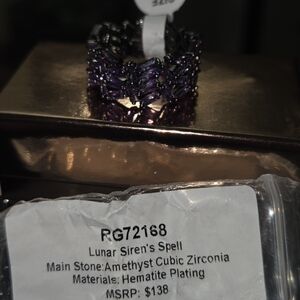 RG72168
Lunar Siren's Spell
Main Stone:Amethyst Cubic Zirconia
Materials: Hematite Plating
MSRP: $138